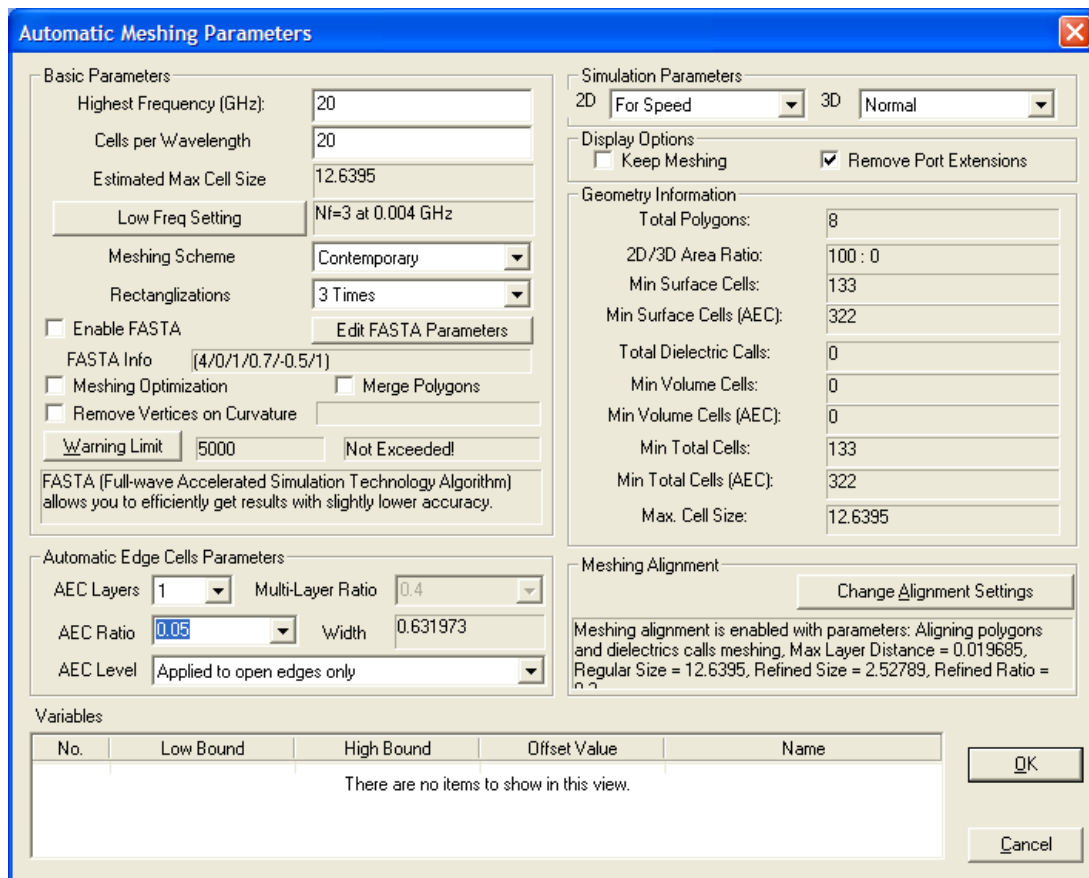 Automatic Meshing Parameters
Basic Parameters
Highest Frequency (GHz): 20
Cells per Wavelength 20
Estimated Max Cell Size 12.6395
Low Freq Setting Nf=3 at 0.004 GHz
Meshing Scheme Contemporary
Rectanglizations 3 Times
Enable FASTA Edit FASTA Parameters
FASTA Info (4/0/1/0.7/-0.5/1)
Meshing Optimization Merge Polygons
Remove Vertices on Curvature
Warning Limit 5000 Not Exceeded!
FASTA (Full-wave Accelerated Simulation Technology Algorithm)
allows you to efficiently get results with slightly lower accuracy.
Automatic Edge Cells Parameters
AEC Layers 1 Multi-Layer Ratio 0.4
AEC Ratio 0.05 Width 0.631973
AEC Level Applied to open edges only
Simulation Parameters
2D For Speed 3D Normal
Display Options
Keep Meshing Remove Port Extensions
Geometry Information
Total Polygons: 8
2D/3D Area Ratio: 100 : 0
Min Surface Cells: 133
Min Surface Cells (AEC): 322
Total Dielectric Calls: 0
Min Volume Cells: 0
Min Volume Cells (AEC): 0
Min Total Cells: 133
Min Total Cells (AEC): 322
Max. Cell Size: 12.6395
Meshing Alignment
Change Alignment Settings
Meshing alignment is enabled with parameters: Aligning polygons
and dielectrics calls meshing, Max Layer Distance = 0.019685,
Regular Size = 12.6395, Refined Size = 2.52789, Refined Ratio =
Variables
No. Low Bound High Bound Offset Value Name
There are no items to show in this view.
OK
Cancel